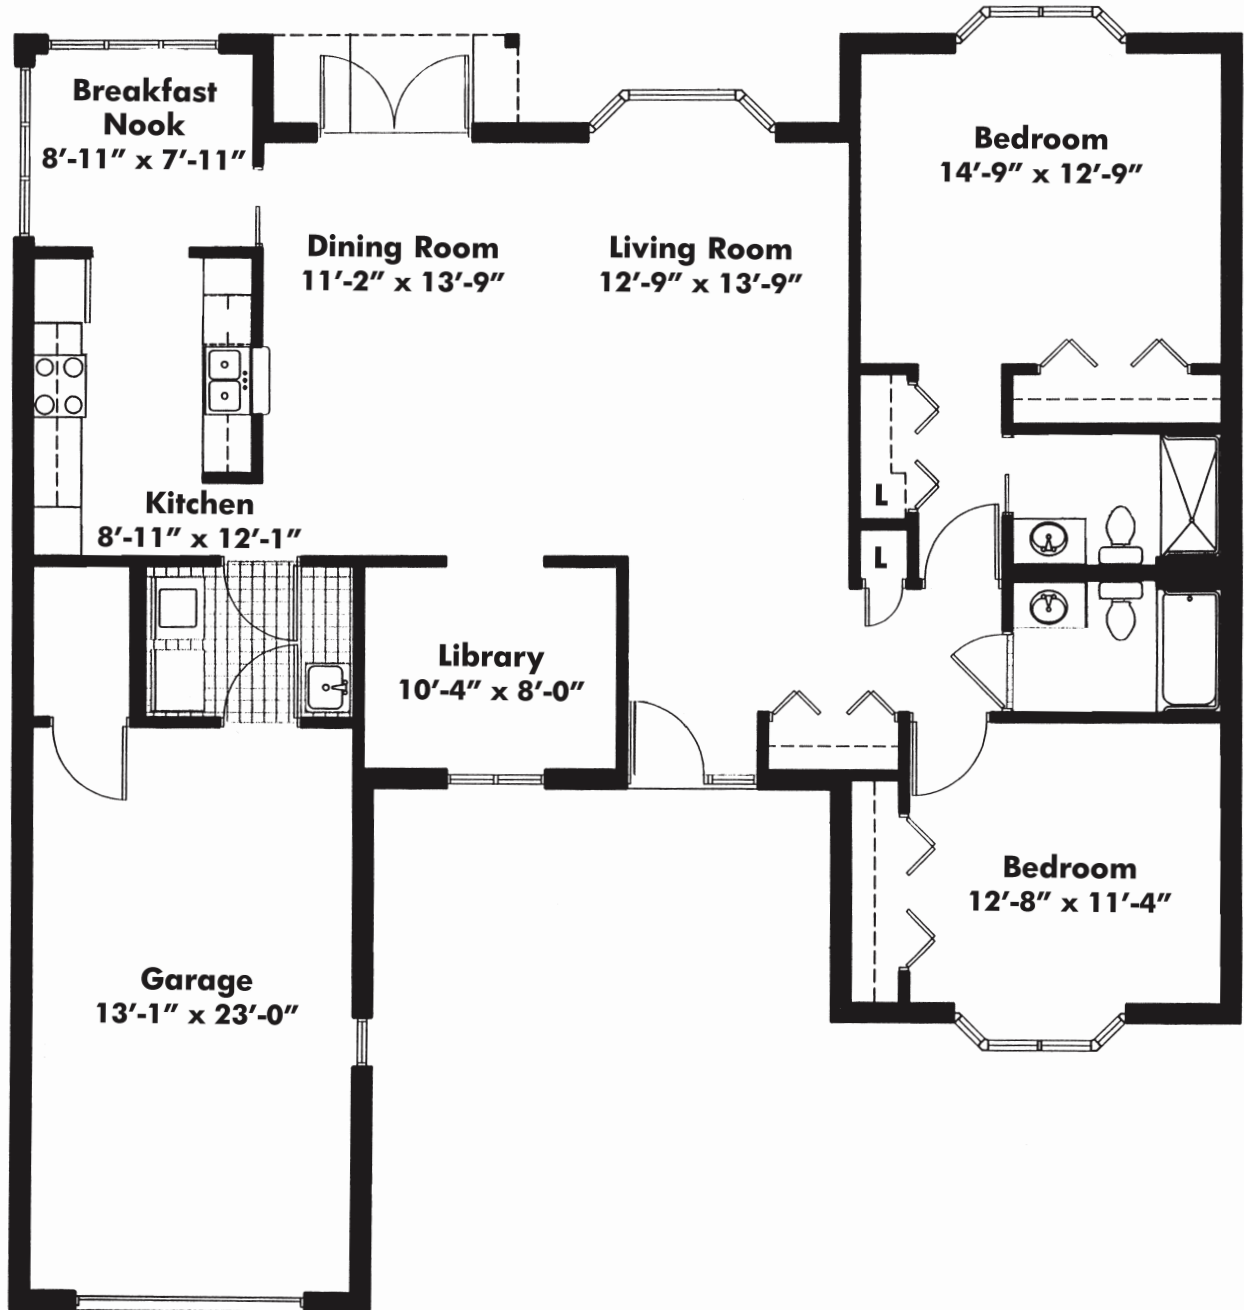 Breakfast
Nook
8′-11″ x 7′-11″
Bedroom
14′-9″ x 12′-9″
Dining Room
11′-2″ x 13′-9″
Living Room
12′-9″ x 13′-9″
L
Kitchen
8′-11″ x 12′-1″
L
Library
10′-4″ x 8′-0″
Bedroom
12′-8″ x 11′-4″
Garage
13′-1″ x 23′-0″